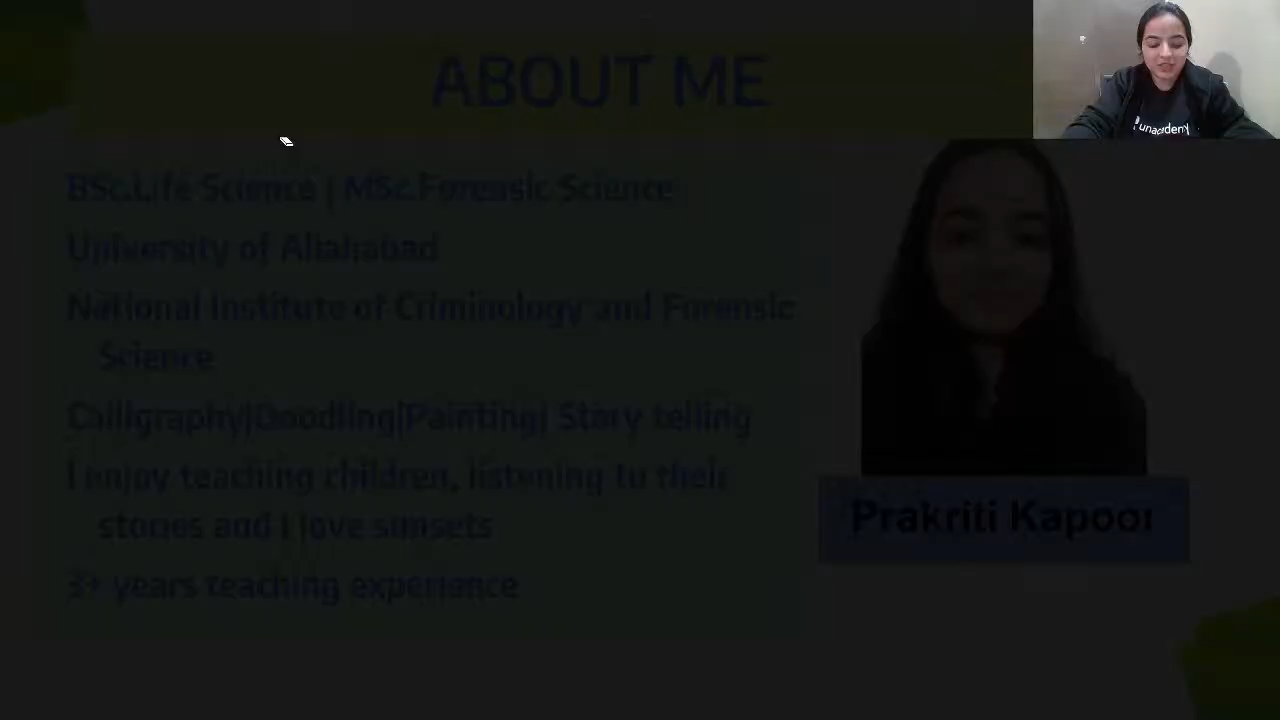 ABOUT ME
BSc.Life Science | MSc.Forensic Science
University of Allahabad
National Institute of Criminology and Forensic
Science
Calligraphy|Doodling|Painting| Story telling
I enjoy teaching children, listening to their
stories and I love sunsets
3+ years teaching experience
Prakriti Kapoor
unacademy